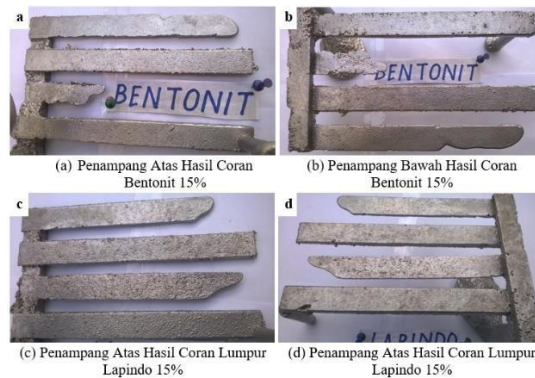 a
BENTONIT
b
BENTONIT
(a) Penampang Atas Hasil Coran
Bentonit 15%
(b) Penampang Bawah Hasil Coran
Bentonit 15%
c
d
LAPINDO
(c) Penampang Atas Hasil Coran Lumpur
Lapindo 15%
(d) Penampang Atas Hasil Coran Lumpur
Lapindo 15%